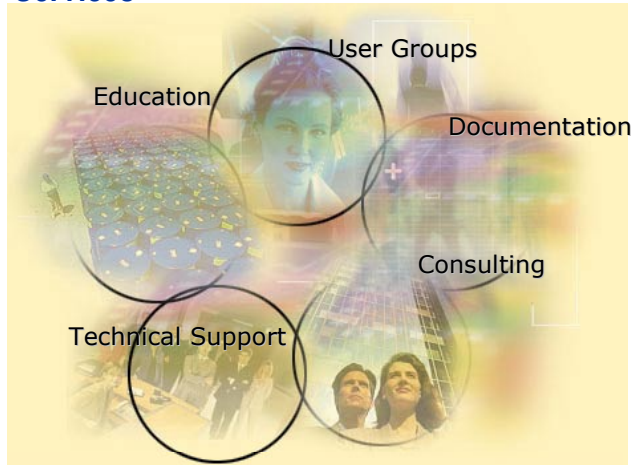 User Groups
Education
Documentation
Consulting
Technical Support